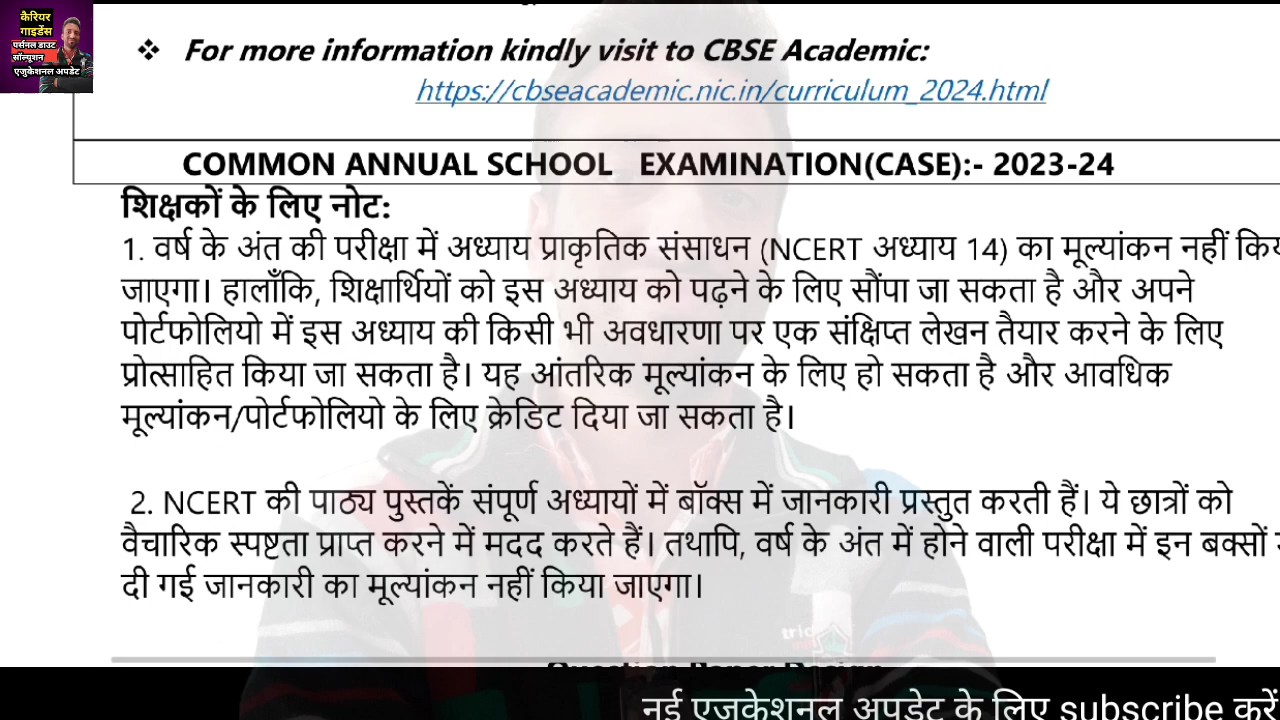 कैरियर
गाइडेंस
पर्सनल डाउट
सॉल्यूशन
एजुकेशनल अपडेट
❖ For more information kindly visit to CBSE Academic:
https://cbseacademic.nic.in/curriculum_2024.html
COMMON ANNUAL SCHOOL EXAMINATION(CASE):- 2023-24
शिक्षकों के लिए नोट:
1. वर्ष के अंत की परीक्षा में अध्याय प्राकृतिक संसाधन (NCERT अध्याय 14) का मूल्यांकन नहीं
जाएगा। हालाँकि, शिक्षार्थियों को इस अध्याय को पढ़ने के लिए सौंपा जा सकता है और अपने
पोर्टफोलियो में इस अध्याय की किसी भी अवधारणा पर एक संक्षिप्त लेखन तैयार करने के लिए
प्रोत्साहित किया जा सकता है। यह आंतरिक मूल्यांकन के लिए हो सकता है और आवधिक
मूल्यांकन/पोर्टफोलियो के लिए क्रेडिट दिया जा सकता है।
2. NCERT की पाठ्य पुस्तकें संपूर्ण अध्यायों में बॉक्स में जानकारी प्रस्तुत करती हैं। ये छात्रों को
वैचारिक स्पष्टता प्राप्त करने में मदद करते हैं। तथापि, वर्ष के अंत में होने वाली परीक्षा में इन बक्सों
दी गई जानकारी का मूल्यांकन नहीं किया जाएगा।
नई एजुकेशनल अपडेट के लिए subscribe करें